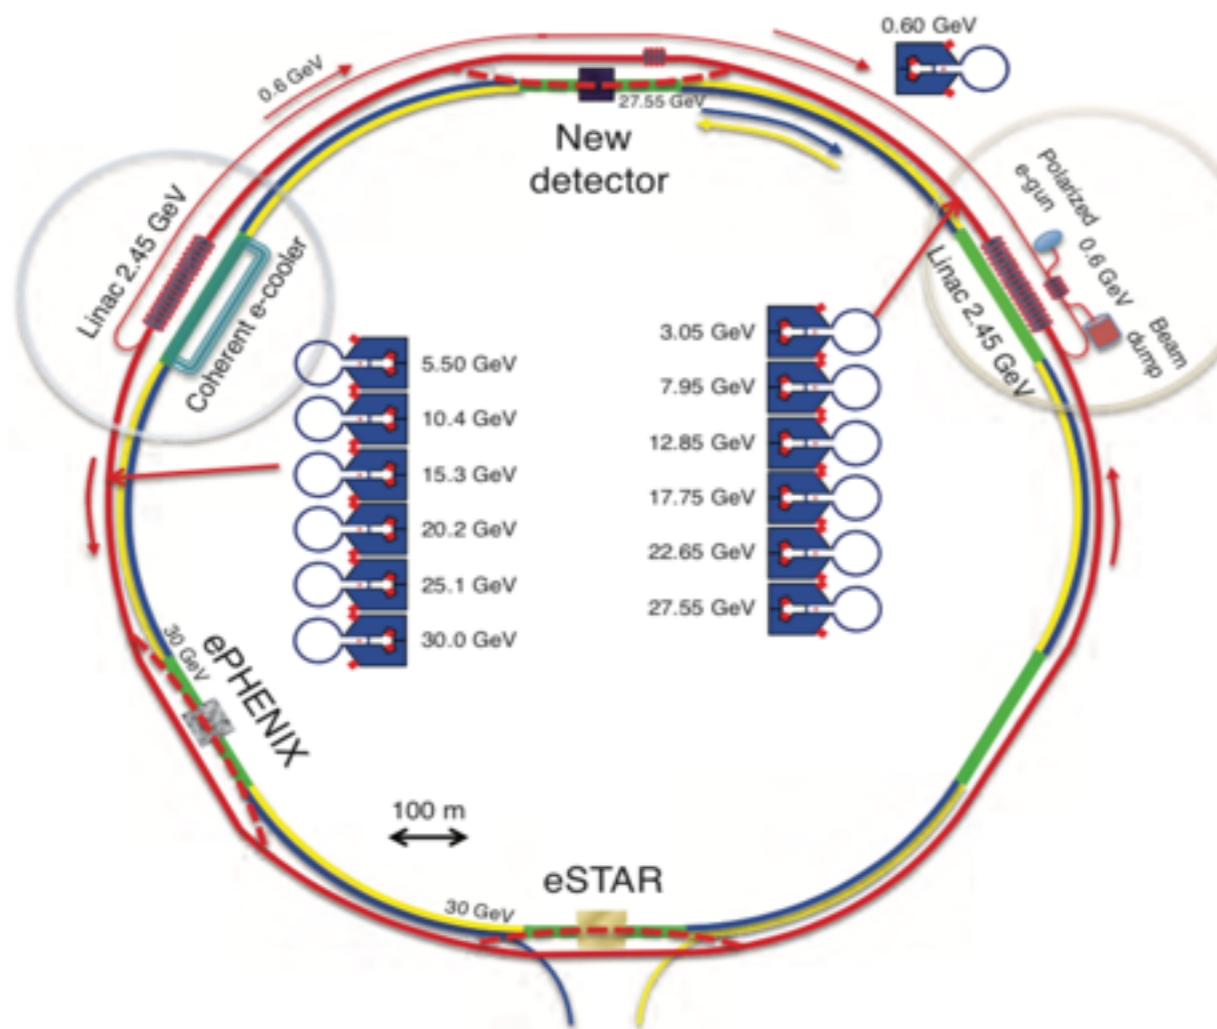 0.60 GeV
0.6 GeV
27.55 GeV
New
detector
Polarized
e-gun
0.6 GeV
Beam
dump
Linac 2.45 GeV
Linac 2.45 GeV
Coherent e-cooler
5.50 GeV
10.4 GeV
15.3 GeV
20.2 GeV
25.1 GeV
30.0 GeV
3.05 GeV
7.95 GeV
12.85 GeV
17.75 GeV
22.65 GeV
27.55 GeV
30 GeV
ePHENIX
100 m
eSTAR
30 GeV